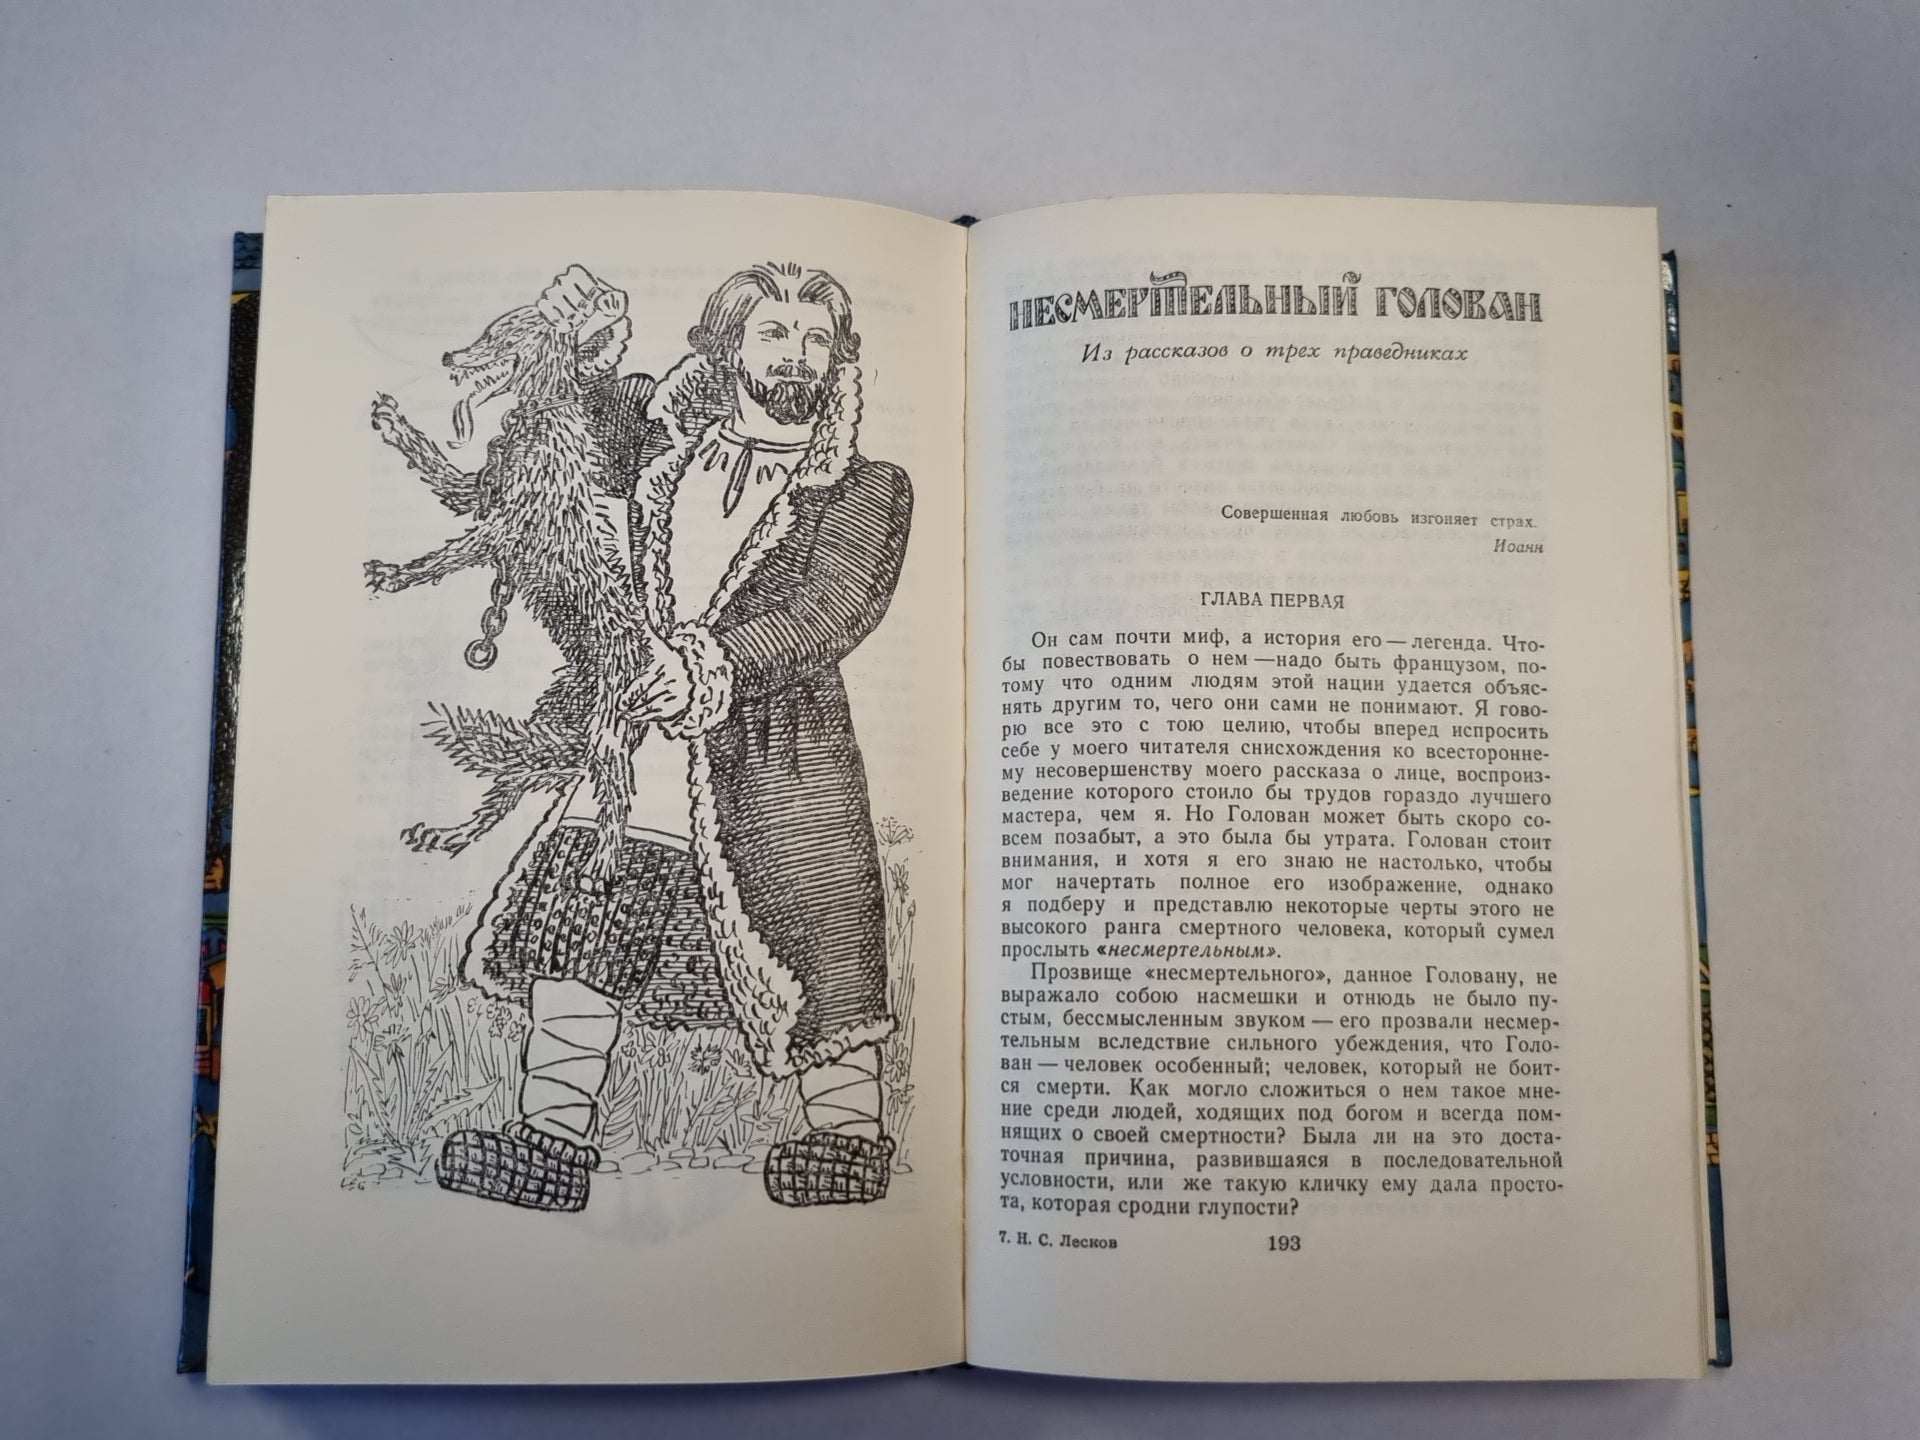 НЕСМЕРТЕЛЬНЫЙ ГОЛОВАН
Из рассказов о трех праведниках
Совершенная любовь изгоняет страх.
Иоанн
ГЛАВА ПЕРВАЯ
Он сам почти миф, а история его — легенда. Что-
бы повествовать о нем — надо быть французом, по-
тому что одним людям этой нации удается объяс-
нять другим то, чего они сами не понимают. Я гово-
рю все это с тою целию, чтобы вперед испросить
себе у моего читателя снисхождения ко всесторонне-
му несовершенству моего рассказа о лице, воспроиз-
ведение которого стоило бы трудов гораздо лучшего
мастера, чем я. Но Голован может быть скоро со-
всем позабыт, а это была бы утрата. Голован стоит
внимания, и хотя я его знаю не настолько, чтобы
мог начертать полное его изображение, однако
я подберу и представлю некоторые черты этого не
высокого ранга смертного человека, который сумел
прослыть «несмертельным».
Прозвище «несмертельного», данное Головану, не
выражало собою насмешки и отнюдь не было пу-
стым, бессмысленным звуком — его прозвали несмер-
тельным вследствие сильного убеждения, что Голо-
ван — человек особенный; человек, который не боит-
ся смерти. Как могло сложиться о нем такое мне-
ние среди людей, ходящих под богом и всегда пом-
нящих о своей смертности? Была ли на это доста-
точная причина, развившаяся в последовательной
условности, или же такую кличку ему дала просто-
та, которая сродни глупости?
7. Н. С. Лесков
193